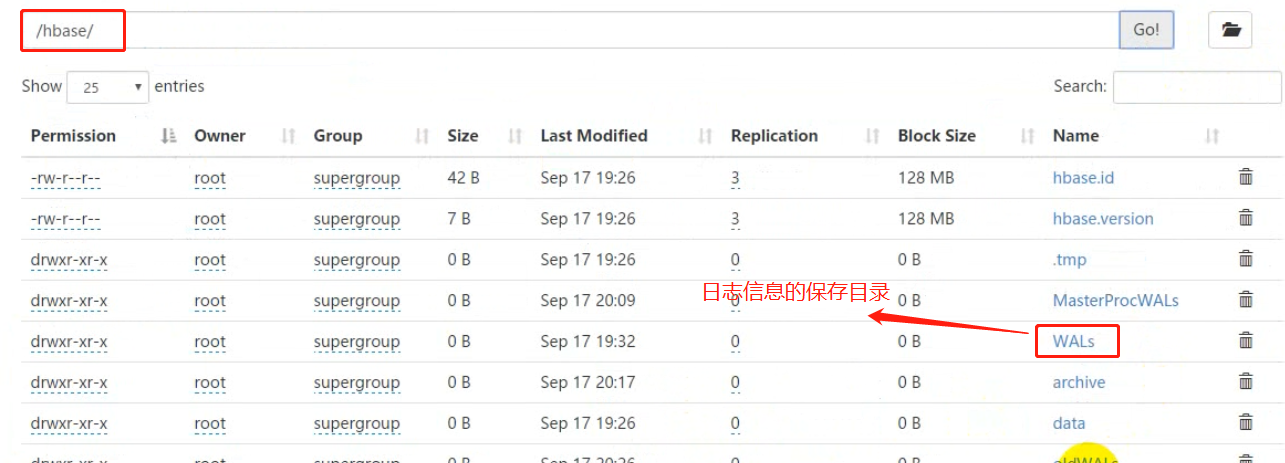 /hbase/ Go!
Show 25 entries Search:
Permission Owner Group Size Last Modified Replication Block Size Name
-rw-r--r-- root supergroup 42 B Sep 17 19:26 3 128 MB hbase.id
-rw-r--r-- root supergroup 7 B Sep 17 19:26 3 128 MB hbase.version
drwxr-xr-x root supergroup 0 B Sep 17 19:26 0 0 B .tmp
日志信息的保存目录
drwxr-xr-x root supergroup 0 B Sep 17 20:09 0 0 B MasterProcWALs
drwxr-xr-x root supergroup 0 B Sep 17 19:32 0 0 B WALs
drwxr-xr-x root supergroup 0 B Sep 17 20:17 0 0 B archive
drwxr-xr-x root supergroup 0 B Sep 17 19:26 0 0 B data
drwxr-xr-x root supergroup 0 B Sep 17 20:26 0 0 B oldWALs